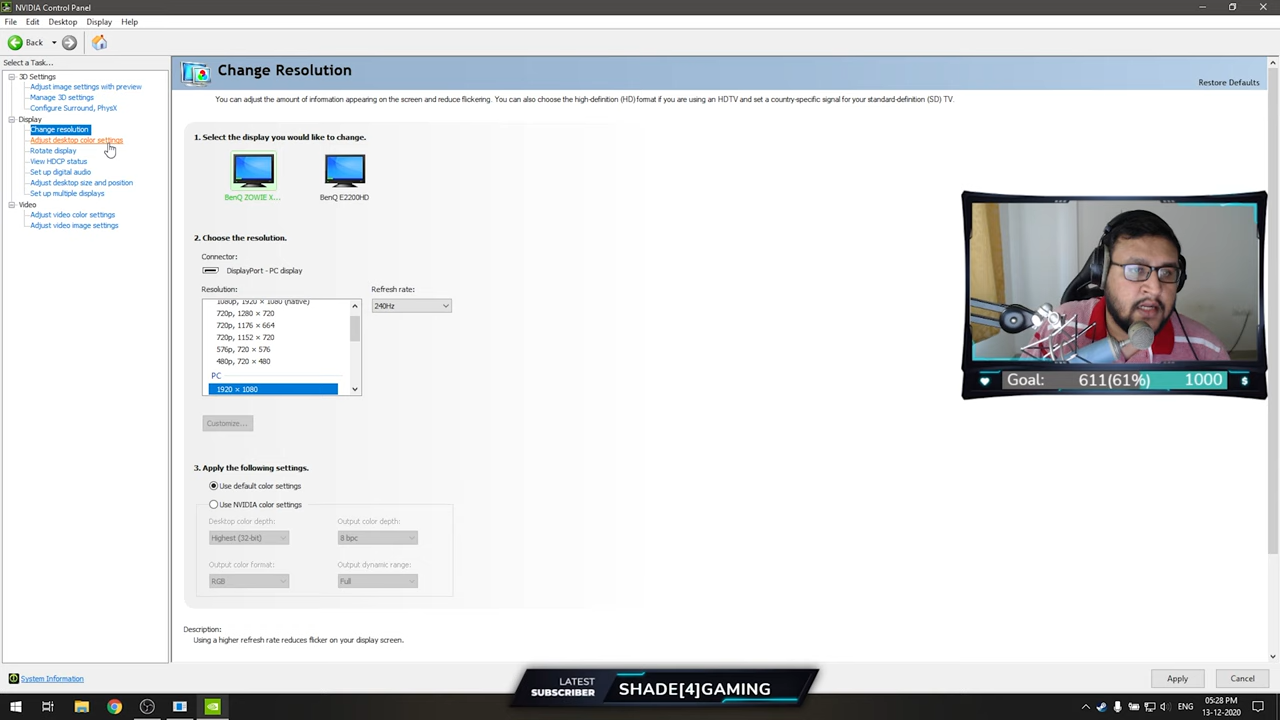 NVIDIA Control Panel
File Edit Desktop Display Help
Back
Select a Task...
3D Settings
Adjust image settings with preview
Manage 3D settings
Configure Surround, PhysX
Display
Change resolution
Adjust desktop color settings
Rotate display
View HDCP status
Set up digital audio
Adjust desktop size and position
Set up multiple displays
Video
Adjust video color settings
Adjust video image settings
System Information
Change Resolution
Restore Defaults
You can adjust the amount of information appearing on the screen and reduce flickering. You can also choose the high-definition (HD) format if you are using an HDTV and set a country-specific signal for your standard-definition (SD) TV.
1. Select the display you would like to change.
BenQ ZOWIE X... BenQ E2200HD
2. Choose the resolution.
Connector:
DisplayPort - PC display
Resolution: Refresh rate:
240Hz
1080p, 1920 × 1080 (native)
720p, 1280 × 720
720p, 1176 × 664
720p, 1152 × 720
576p, 720 × 576
480p, 720 × 480
PC
1920 × 1080
Customize...
3. Apply the following settings.
Use default color settings
Use NVIDIA color settings
Desktop color depth: Output color depth:
Highest (32-bit) 8 bpc
Output color format: Output dynamic range:
RGB Full
Description:
Using a higher refresh rate reduces flicker on your display screen.
Goal: 611(61%) 1000
$
LATEST
SUBSCRIBER SHADE[4]GAMING
Apply Cancel
ENG
05:28 PM
13-12-2020